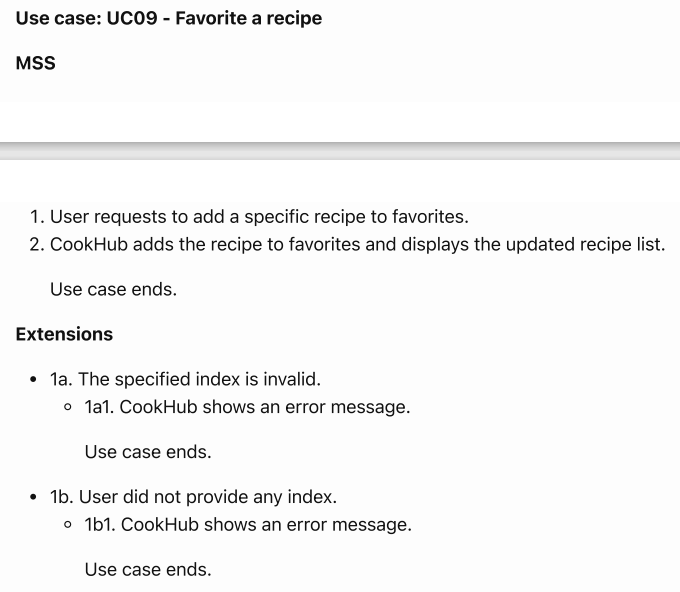 Use case: UC09 - Favorite a recipe
MSS
1. User requests to add a specific recipe to favorites.
2. CookHub adds the recipe to favorites and displays the updated recipe list.
Use case ends.
Extensions
• 1a. The specified index is invalid.
○ 1a1. CookHub shows an error message.
Use case ends.
• 1b. User did not provide any index.
○ 1b1. CookHub shows an error message.
Use case ends.